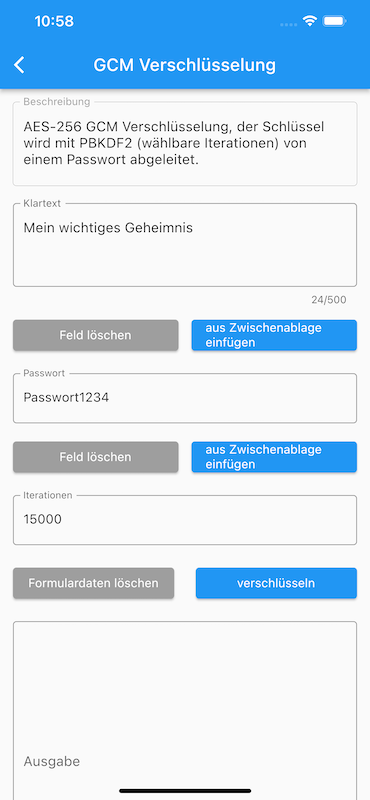 10:58
GCM Verschlüsselung
Beschreibung
AES-256 GCM Verschlüsselung, der Schlüssel
wird mit PBKDF2 (wählbare Iterationen) von
einem Passwort abgeleitet.
Klartext
Mein wichtiges Geheimnis
24/500
Feld löschen
aus Zwischenablage
einfügen
Passwort
Passwort1234
Feld löschen
aus Zwischenablage
einfügen
Iterationen
15000
Formulardaten löschen
verschlüsseln
Ausgabe